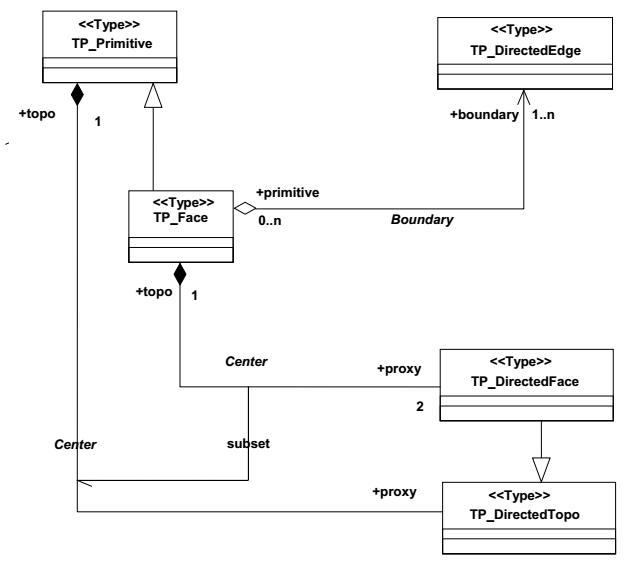 <<Type>>
TP_Primitive
<<Type>>
TP_DirectedEdge
+topo
1
+boundary
1..n
<<Type>>
TP_Face
+primitive
0..n
Boundary
+topo
1
Center
+proxy
2
<<Type>>
TP_DirectedFace
Center
subset
+proxy
<<Type>>
TP_DirectedTopo